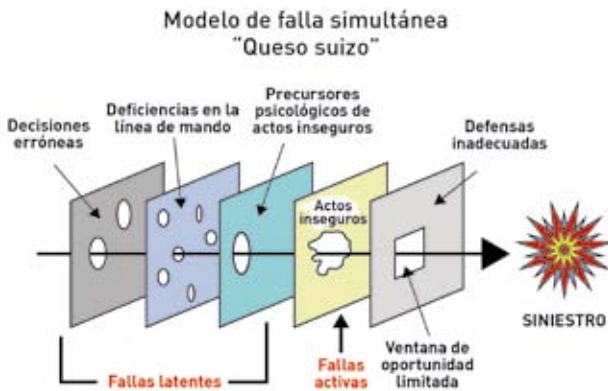 Modelo de falla simultánea
"Queso suizo"
Decisiones
erróneas
Deficiencias en la
línea de mando
Precursores
psicológicos de
actos inseguros
Actos
inseguros
Defensas
inadecuadas
SINIESTRO
Fallas latentes
Fallas
activas
Ventana de
oportunidad
limitada